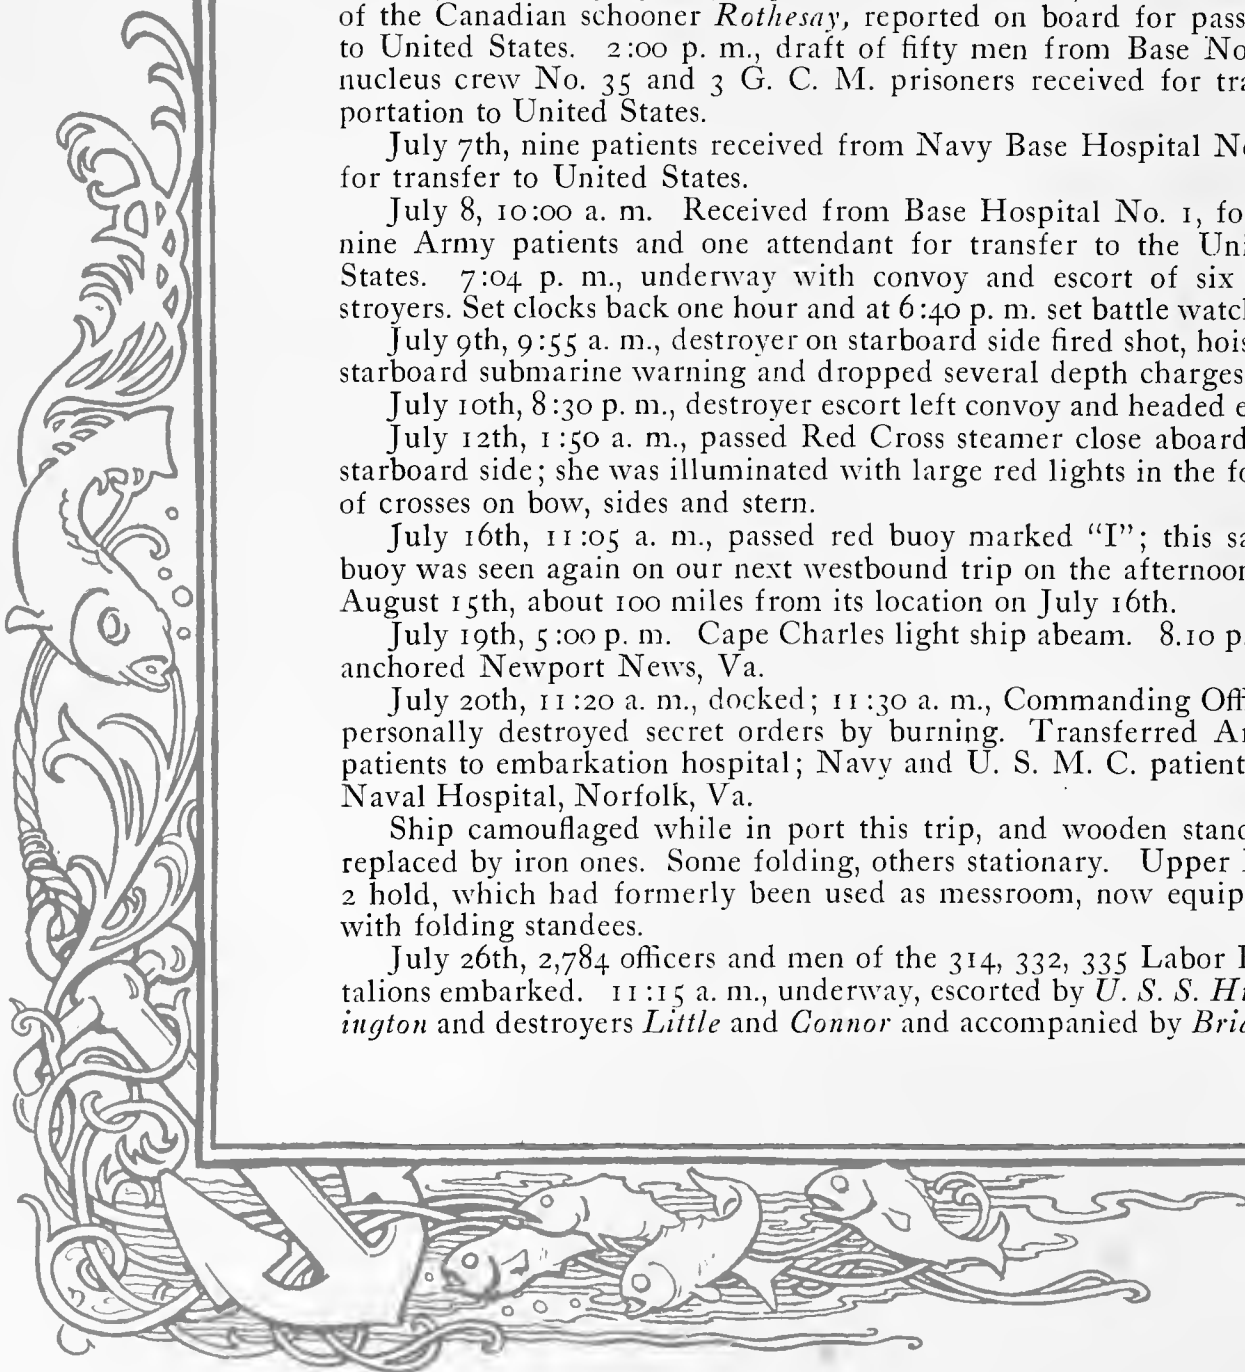 of the Canadian schooner Rothesay, reported on board for pass
to United States. 2:00 p. m., draft of fifty men from Base No
nucleus crew No. 35 and 3 G. C. M. prisoners received for tra
portation to United States.
July 7th, nine patients received from Navy Base Hospital No
for transfer to United States.
July 8, 10:00 a. m. Received from Base Hospital No. 1, fo
nine Army patients and one attendant for transfer to the Uni
States. 7:04 p. m., underway with convoy and escort of six
stroyers. Set clocks back one hour and at 6:40 p. m. set battle watch
July 9th, 9:55 a. m., destroyer on starboard side fired shot, hois
starboard submarine warning and dropped several depth charges
July 10th, 8:30 p. m., destroyer escort left convoy and headed e
July 12th, 1:50 a. m., passed Red Cross steamer close aboard
starboard side; she was illuminated with large red lights in the fo
of crosses on bow, sides and stern.
July 16th, 11:05 a. m., passed red buoy marked “I”; this sa
buoy was seen again on our next westbound trip on the afternoon
August 15th, about 100 miles from its location on July 16th.
July 19th, 5:00 p. m. Cape Charles light ship abeam. 8.10 p.
anchored Newport News, Va.
July 20th, 11:20 a. m., docked; 11:30 a. m., Commanding Offi
personally destroyed secret orders by burning. Transferred Ar
patients to embarkation hospital; Navy and U. S. M. C. patient
Naval Hospital, Norfolk, Va.
Ship camouflaged while in port this trip, and wooden stand
replaced by iron ones. Some folding, others stationary. Upper
2 hold, which had formerly been used as messroom, now equip
with folding standees.
July 26th, 2,784 officers and men of the 314, 332, 335 Labor B
talions embarked. 11:15 a. m., underway, escorted by U. S. S. Hu
ington and destroyers Little and Connor and accompanied by Brid